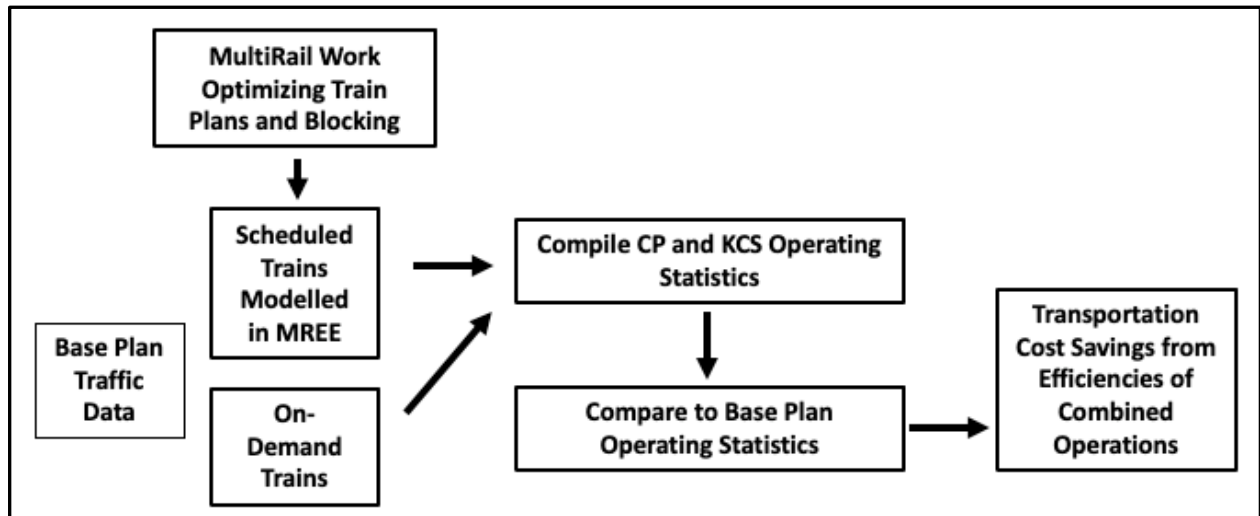 MultiRail Work
Optimizing Train
Plans and Blocking
Scheduled
Trains
Modelled
in MREE
Base Plan
Traffic
Data
On-
Demand
Trains
Compile CP and KCS Operating
Statistics
Compare to Base Plan
Operating Statistics
Transportation
Cost Savings from
Efficiencies of
Combined
Operations